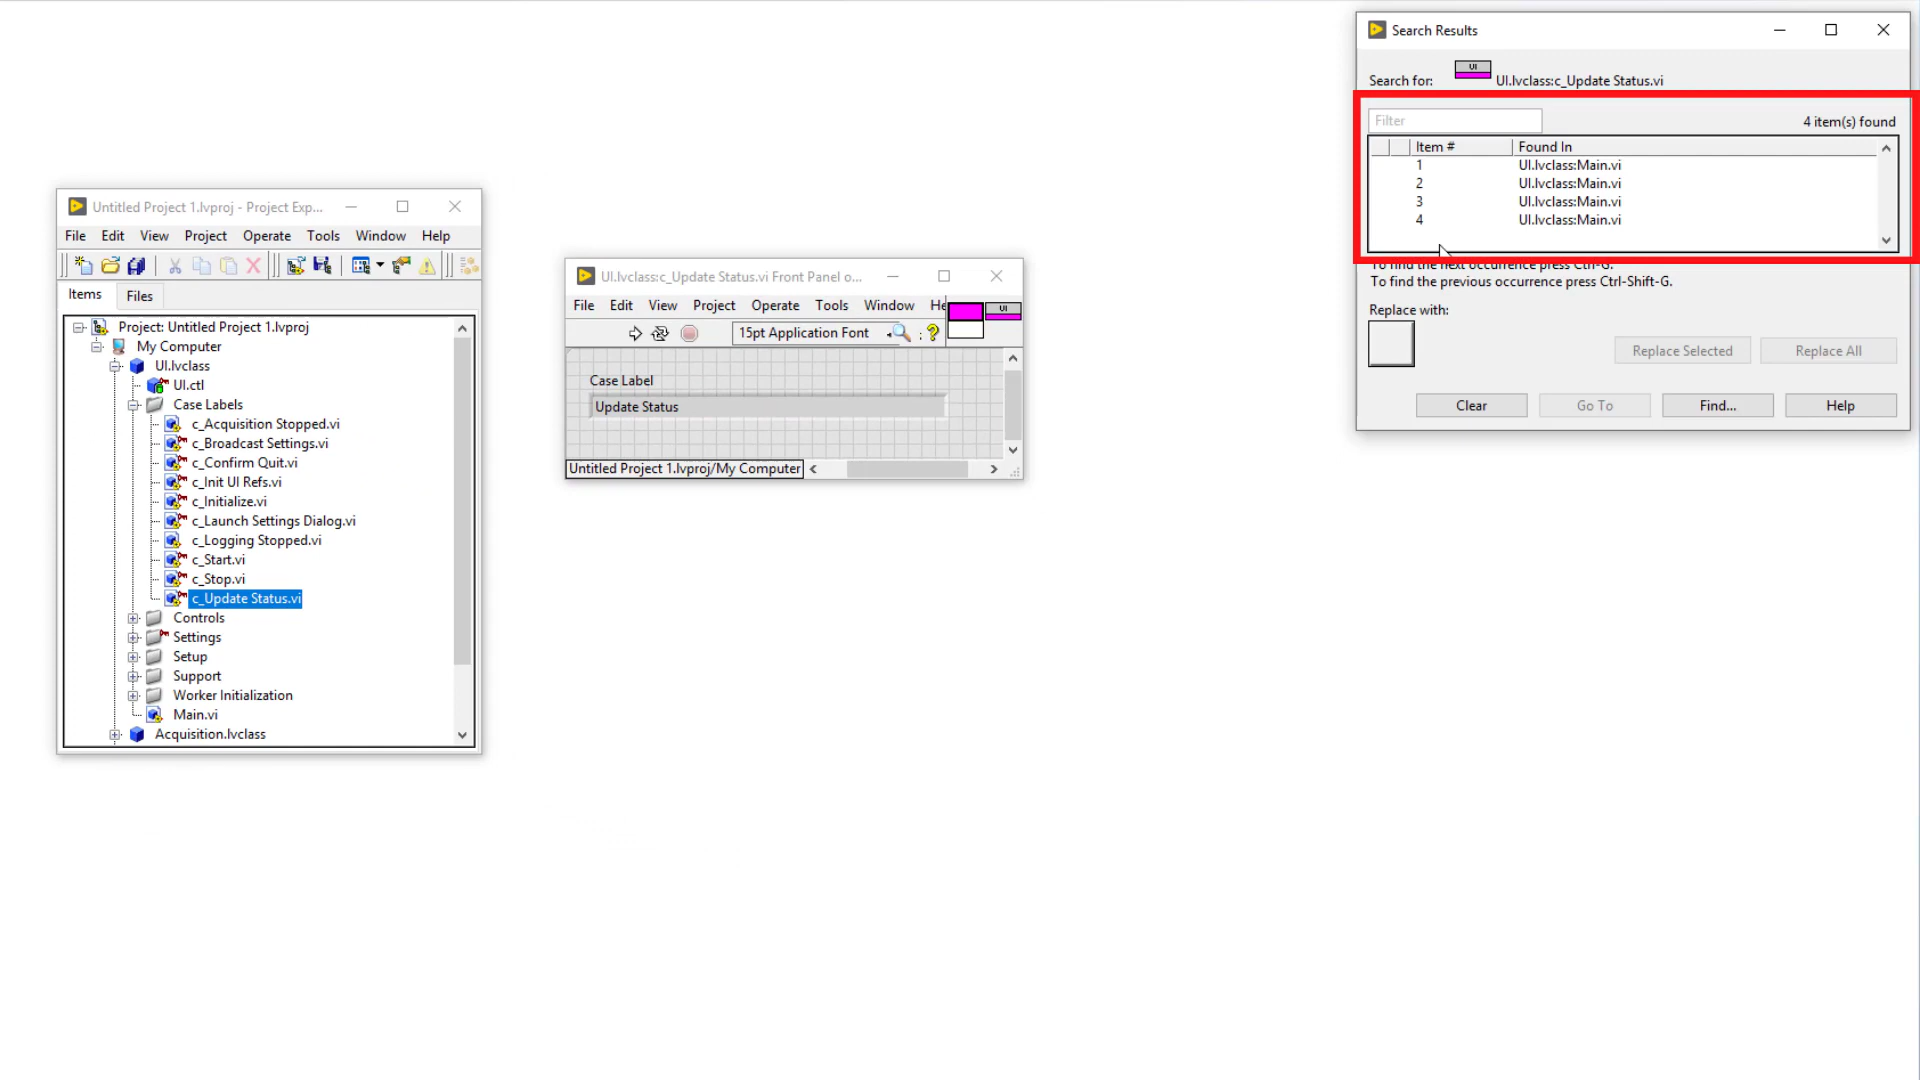 Untitled Project 1.lvproj - Project Exp...
File Edit View Project Operate Tools Window Help
Items Files
Project: Untitled Project 1.lvproj
My Computer
UI.lvclass
UI.ctl
Case Labels
c_Acquisition Stopped.vi
c_Broadcast Settings.vi
c_Confirm Quit.vi
c_Init UI Refs.vi
c_Initialize.vi
c_Launch Settings Dialog.vi
c_Logging Stopped.vi
c_Start.vi
c_Stop.vi
c_Update Status.vi
Controls
Settings
Setup
Support
Worker Initialization
Main.vi
Acquisition.lvclass
UI.lvclass:c_Update Status.vi Front Panel o...
File Edit View Project Operate Tools Window He
UI
15pt Application Font
Case Label
Update Status
Untitled Project 1.lvproj/My Computer
Search Results
Search for: UI UI.lvclass:c_Update Status.vi
Filter 4 item(s) found
Item # Found In
1 UI.lvclass:Main.vi
2 UI.lvclass:Main.vi
3 UI.lvclass:Main.vi
4 UI.lvclass:Main.vi
To find the next occurrence press Ctrl-G.
To find the previous occurrence press Ctrl-Shift-G.
Replace with:
Replace Selected Replace All
Clear Go To Find... Help